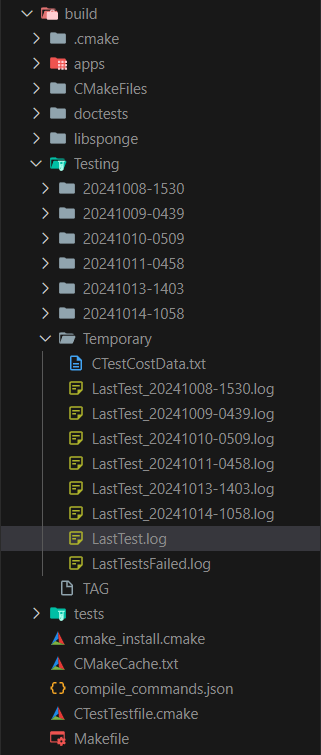 build
.cmake
apps
CMakeFiles
doctests
libsponge
Testing
20241008-1530
20241009-0439
20241010-0509
20241011-0458
20241013-1403
20241014-1058
Temporary
CTestCostData.txt
LastTest_20241008-1530.log
LastTest_20241009-0439.log
LastTest_20241010-0509.log
LastTest_20241011-0458.log
LastTest_20241013-1403.log
LastTest_20241014-1058.log
LastTest.log
LastTestsFailed.log
TAG
tests
cmake_install.cmake
CMakeCache.txt
compile_commands.json
CTestTestfile.cmake
Makefile